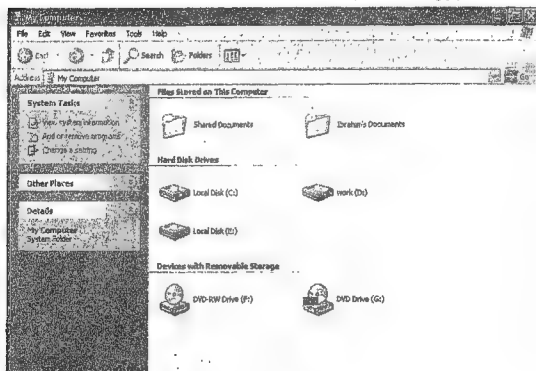 My Computer
File Edit View Favorites Tools Help
Search Folders
Address My Computer Go
System Tasks
View system information
Add or remove programs
Change a setting
Other Places
Details
My Computer
System Folder
Files Stored on This Computer
Shared Documents Ibrahim's Documents
Hard Disk Drives
Local Disk (C:) work (D:)
Local Disk (E:)
Devices with Removable Storage
DVD-RW Drive (F:) DVD Drive (G:)